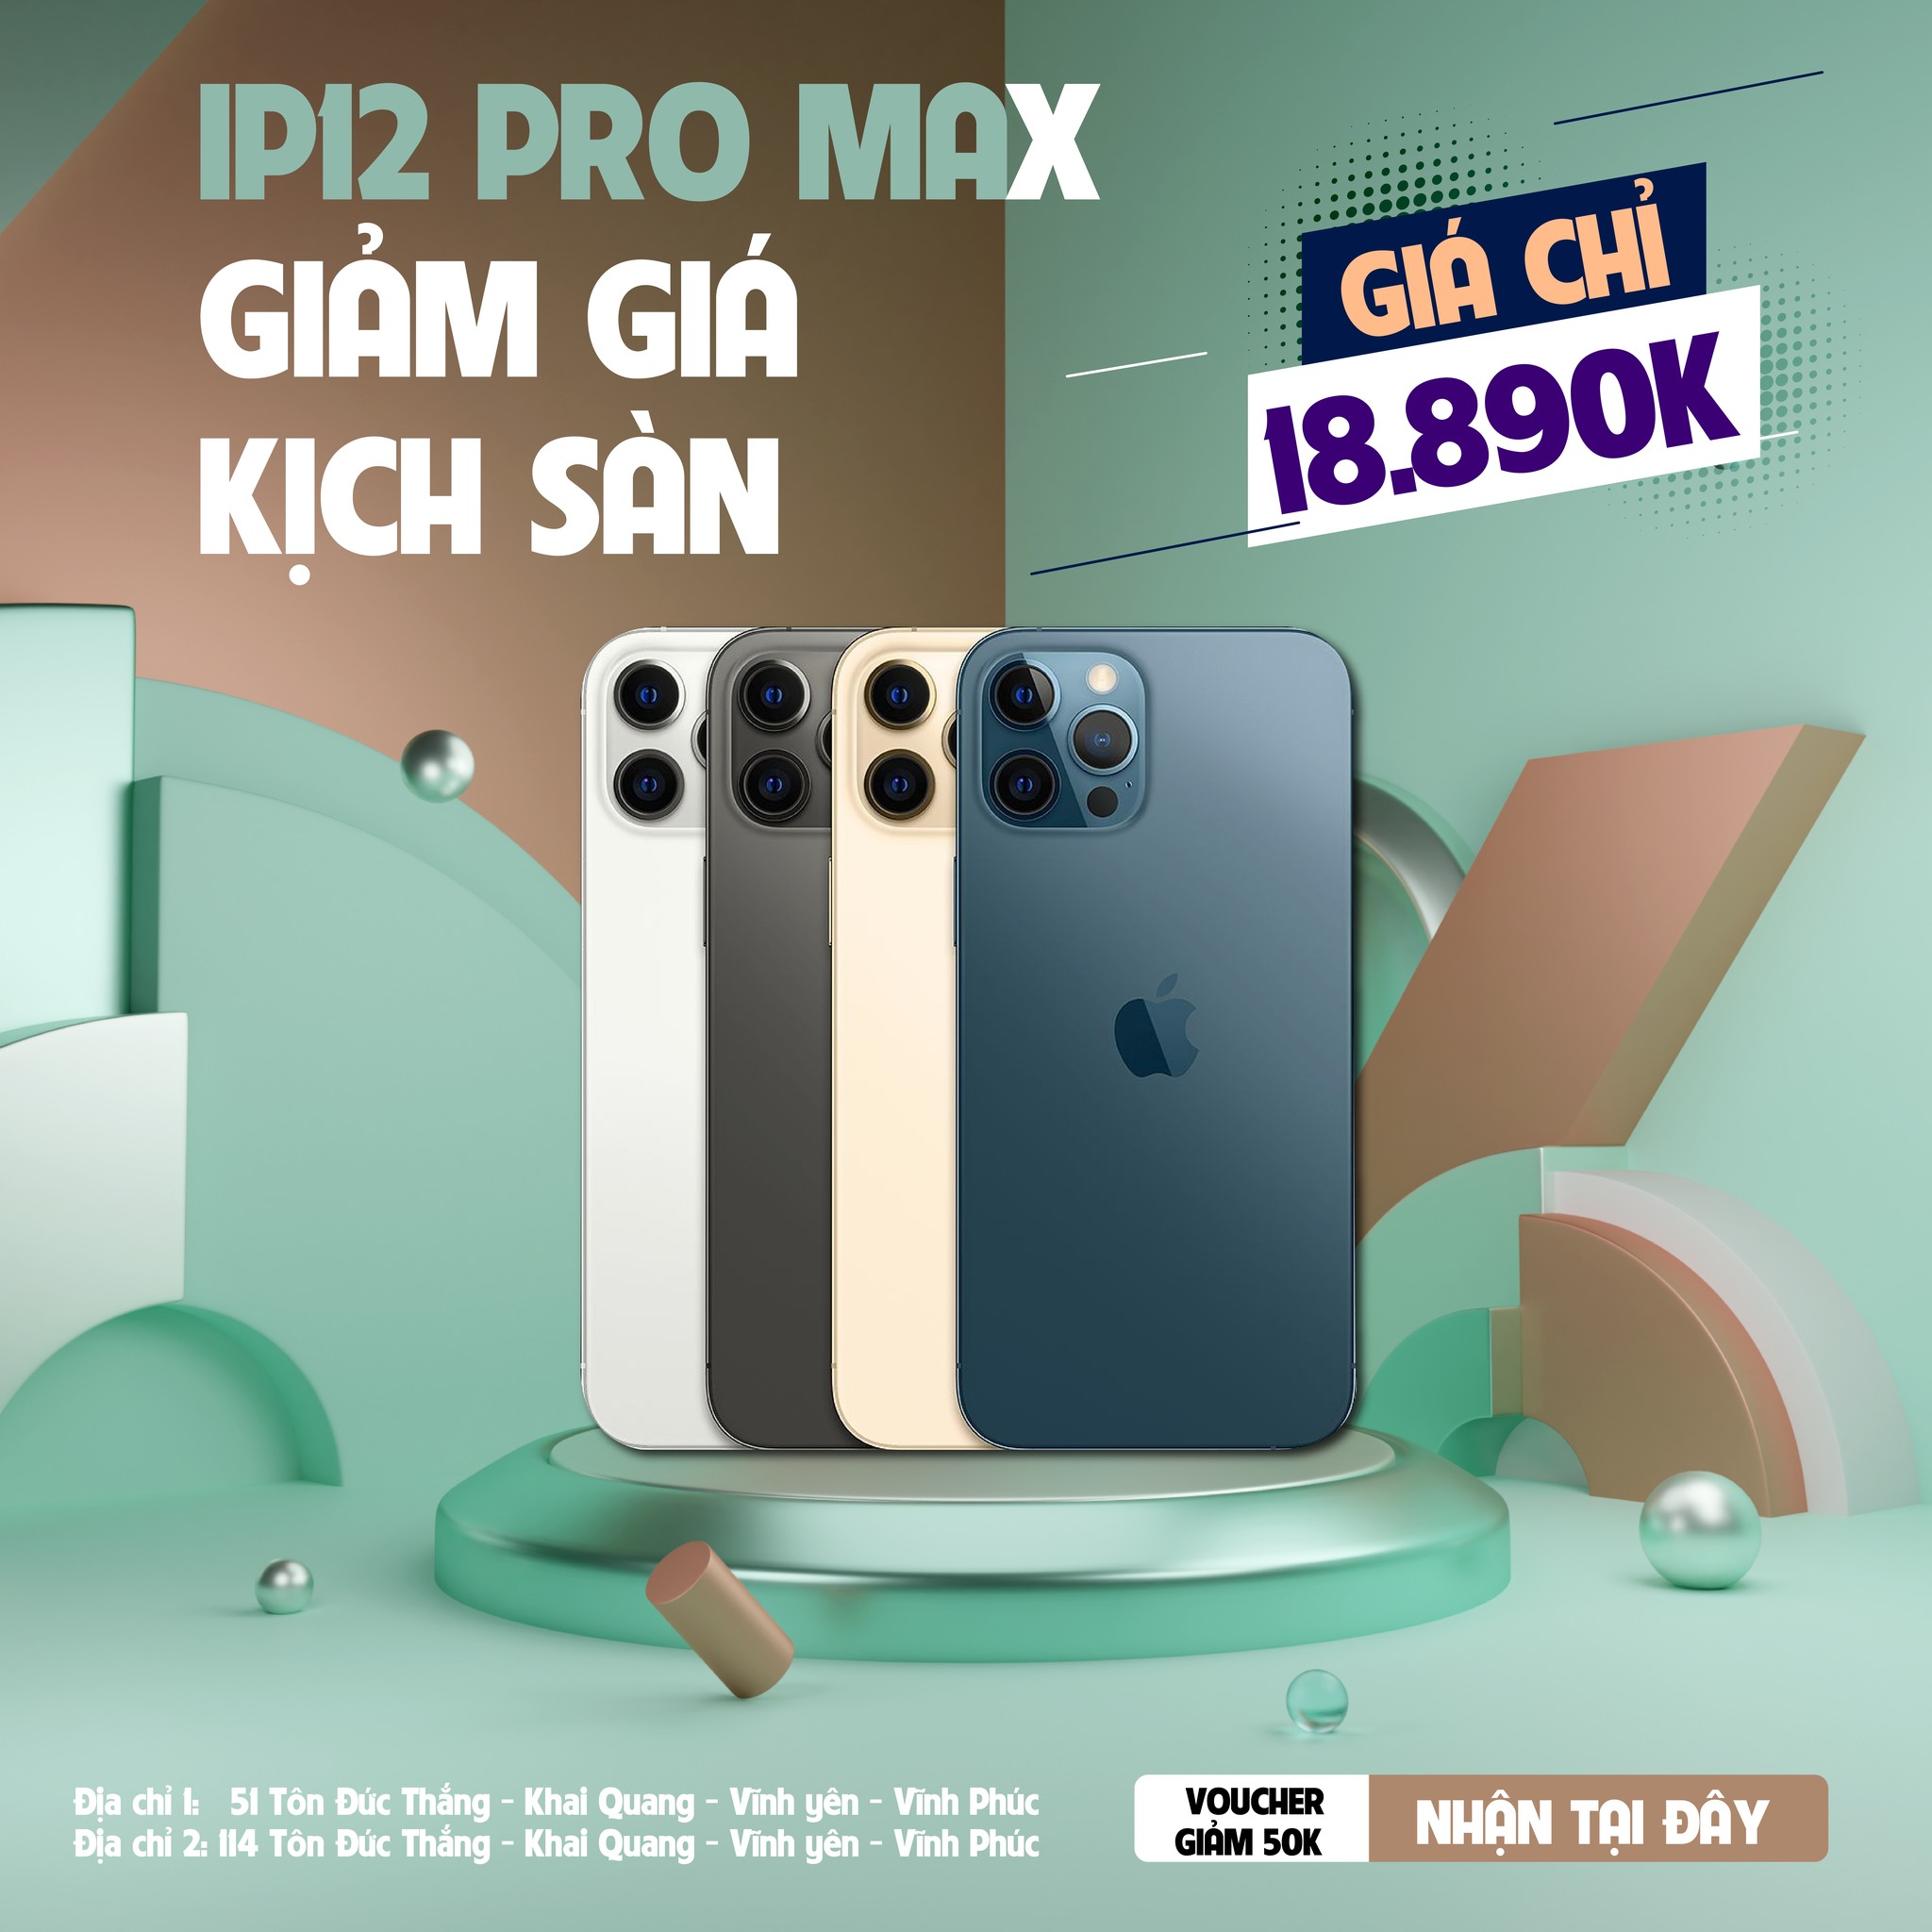 IP12 PRO MAX
GIẢM GIÁ
KỊCH SÀN
GIÁ CHỈ
18.890K
Địa chỉ 1: 51 Tôn Đức Thắng - Khai Quang - Vĩnh yên - Vĩnh Phúc
Địa chỉ 2: 114 Tôn Đức Thắng - Khai Quang - Vĩnh yên - Vĩnh Phúc
VOUCHER
GIẢM 50K
NHẬN TẠI ĐÂY